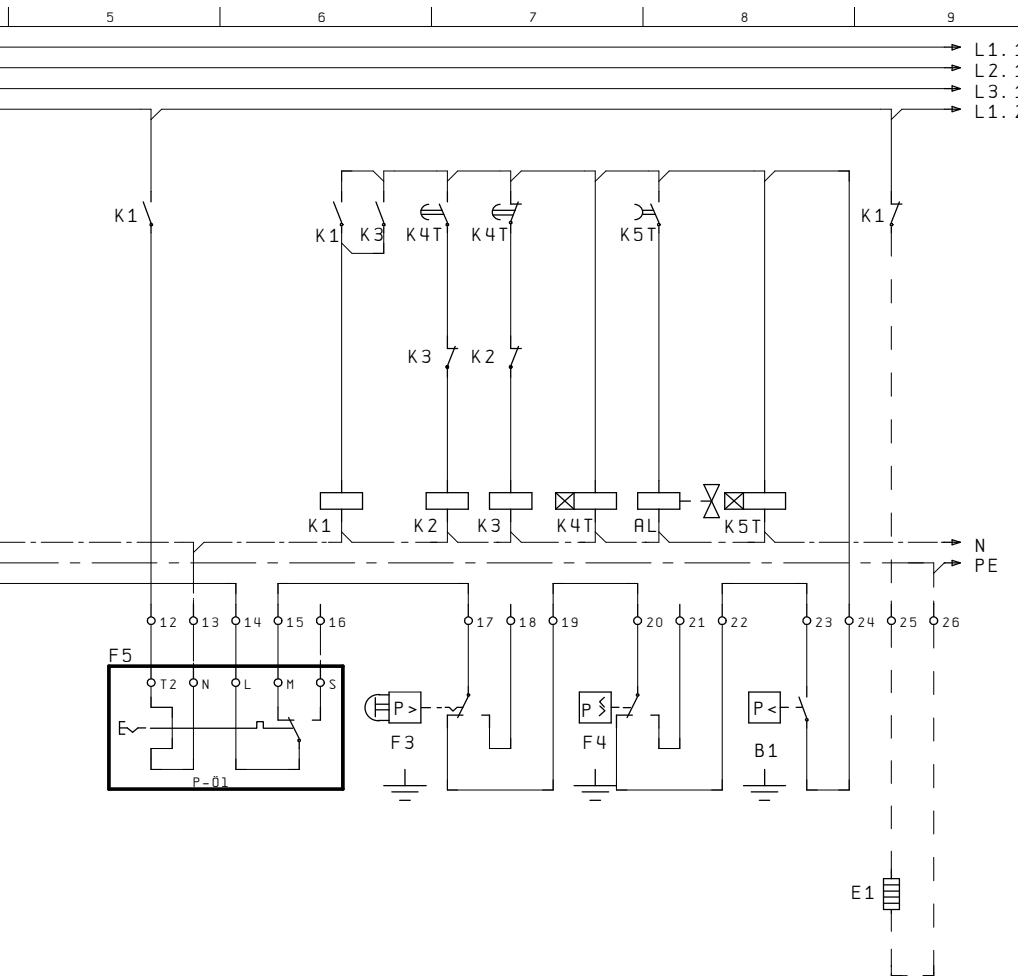 5 6 7 8 9
L1.1
L2.1
L3.1
L1.2
K1 K1 K3 K4T K4T K5T K1
K3 K2
K1 K2 K3 K4T AL K5T
N
PE
12 13 14 15 16 17 18 19 20 21 22 23 24 25 26
F5
T2 N L M S
P> P P<
F3 F4 B1
P-Öl
E1